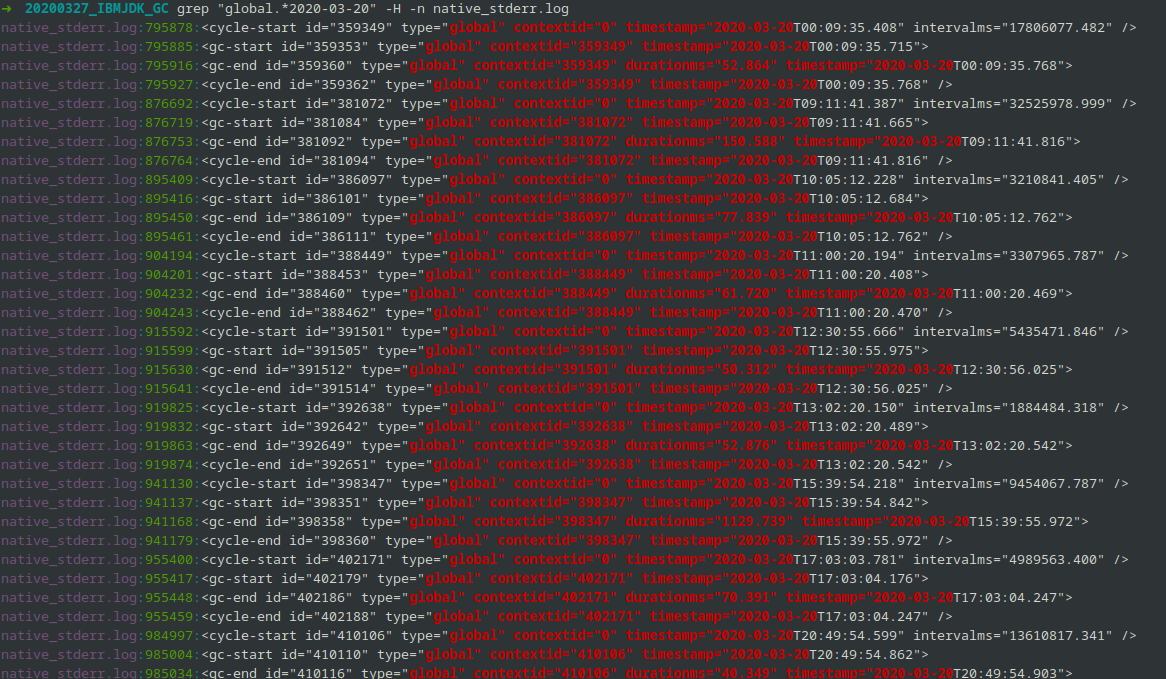 → 20200327_IBMJDK_GC grep "global.*2020-03-20" -H -n native_stderr.log
native_stderr.log:795878:<cycle-start id="359349" type="global" contextid="0" timestamp="2020-03-20T00:09:35.408" intervalms="17806077.482" />
native_stderr.log:795885:<gc-start id="359353" type="global" contextid="359349" timestamp="2020-03-20T00:09:35.715">
native_stderr.log:795916:<gc-end id="359360" type="global" contextid="359349" durationms="52.864" timestamp="2020-03-20T00:09:35.768">
native_stderr.log:795927:<cycle-end id="359362" type="global" contextid="359349" timestamp="2020-03-20T00:09:35.768" />
native_stderr.log:876692:<cycle-start id="381072" type="global" contextid="0" timestamp="2020-03-20T09:11:41.387" intervalms="32525978.999" />
native_stderr.log:876719:<gc-start id="381084" type="global" contextid="381072" timestamp="2020-03-20T09:11:41.665">
native_stderr.log:876753:<gc-end id="381092" type="global" contextid="381072" durationms="150.588" timestamp="2020-03-20T09:11:41.816">
native_stderr.log:876764:<cycle-end id="381094" type="global" contextid="381072" timestamp="2020-03-20T09:11:41.816" />
native_stderr.log:895409:<cycle-start id="386097" type="global" contextid="0" timestamp="2020-03-20T10:05:12.228" intervalms="3210841.405" />
native_stderr.log:895416:<gc-start id="386101" type="global" contextid="386097" timestamp="2020-03-20T10:05:12.684">
native_stderr.log:895450:<gc-end id="386109" type="global" contextid="386097" durationms="77.839" timestamp="2020-03-20T10:05:12.762">
native_stderr.log:895461:<cycle-end id="386111" type="global" contextid="386097" timestamp="2020-03-20T10:05:12.762" />
native_stderr.log:904194:<cycle-start id="388449" type="global" contextid="0" timestamp="2020-03-20T11:00:20.194" intervalms="3307965.787" />
native_stderr.log:904201:<gc-start id="388453" type="global" contextid="388449" timestamp="2020-03-20T11:00:20.408">
native_stderr.log:904232:<gc-end id="388460" type="global" contextid="388449" durationms="61.720" timestamp="2020-03-20T11:00:20.469">
native_stderr.log:904243:<cycle-end id="388462" type="global" contextid="388449" timestamp="2020-03-20T11:00:20.470" />
native_stderr.log:915592:<cycle-start id="391501" type="global" contextid="0" timestamp="2020-03-20T12:30:55.666" intervalms="5435471.846" />
native_stderr.log:915599:<gc-start id="391505" type="global" contextid="391501" timestamp="2020-03-20T12:30:55.975">
native_stderr.log:915630:<gc-end id="391512" type="global" contextid="391501" durationms="50.312" timestamp="2020-03-20T12:30:56.025">
native_stderr.log:915641:<cycle-end id="391514" type="global" contextid="391501" timestamp="2020-03-20T12:30:56.025" />
native_stderr.log:919825:<cycle-start id="392638" type="global" contextid="0" timestamp="2020-03-20T13:02:20.150" intervalms="1884484.318" />
native_stderr.log:919832:<gc-start id="392642" type="global" contextid="392638" timestamp="2020-03-20T13:02:20.489">
native_stderr.log:919863:<gc-end id="392649" type="global" contextid="392638" durationms="52.876" timestamp="2020-03-20T13:02:20.542">
native_stderr.log:919874:<cycle-end id="392651" type="global" contextid="392638" timestamp="2020-03-20T13:02:20.542" />
native_stderr.log:941130:<cycle-start id="398347" type="global" contextid="0" timestamp="2020-03-20T15:39:54.218" intervalms="9454067.787" />
native_stderr.log:941137:<gc-start id="398351" type="global" contextid="398347" timestamp="2020-03-20T15:39:54.842">
native_stderr.log:941168:<gc-end id="398358" type="global" contextid="398347" durationms="1129.739" timestamp="2020-03-20T15:39:55.972">
native_stderr.log:941179:<cycle-end id="398360" type="global" contextid="398347" timestamp="2020-03-20T15:39:55.972" />
native_stderr.log:955400:<cycle-start id="402171" type="global" contextid="0" timestamp="2020-03-20T17:03:03.781" intervalms="4989563.400" />
native_stderr.log:955417:<gc-start id="402179" type="global" contextid="402171" timestamp="2020-03-20T17:03:04.176">
native_stderr.log:955448:<gc-end id="402186" type="global" contextid="402171" durationms="70.391" timestamp="2020-03-20T17:03:04.247">
native_stderr.log:955459:<cycle-end id="402188" type="global" contextid="402171" timestamp="2020-03-20T17:03:04.247" />
native_stderr.log:984997:<cycle-start id="410106" type="global" contextid="0" timestamp="2020-03-20T20:49:54.599" intervalms="13610817.341" />
native_stderr.log:985004:<gc-start id="410110" type="global" contextid="410106" timestamp="2020-03-20T20:49:54.862">
native_stderr.log:985034:<gc-end id="410116" type="global" contextid="410106" durationms="40.349" timestamp="2020-03-20T20:49:54.903">